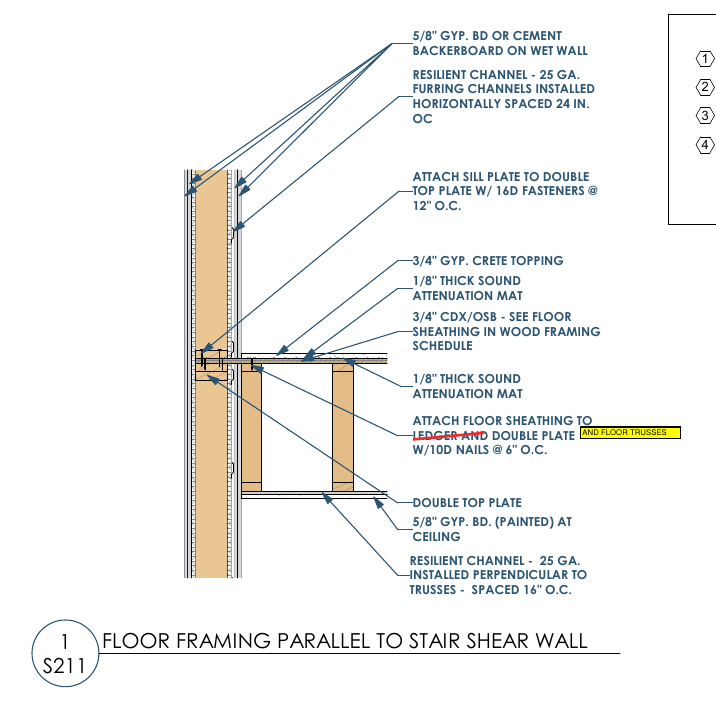 5/8" GYP. BD OR CEMENT
BACKERBOARD ON WET WALL
RESILIENT CHANNEL - 25 GA.
FURRING CHANNELS INSTALLED
HORIZONTALLY SPACED 24 IN.
OC
ATTACH SILL PLATE TO DOUBLE
TOP PLATE W/ 16D FASTENERS @
12" O.C.
3/4" GYP. CRETE TOPPING
1/8" THICK SOUND
ATTENUATION MAT
3/4" CDX/OSB - SEE FLOOR
SHEATHING IN WOOD FRAMING
SCHEDULE
1/8" THICK SOUND
ATTENUATION MAT
ATTACH FLOOR SHEATHING TO
LEDGER AND DOUBLE PLATE AND FLOOR TRUSSES
W/10D NAILS @ 6" O.C.
DOUBLE TOP PLATE
5/8" GYP. BD. (PAINTED) AT
CEILING
RESILIENT CHANNEL - 25 GA.
INSTALLED PERPENDICULAR TO
TRUSSES - SPACED 16" O.C.
1
2
3
4
1
S211
FLOOR FRAMING PARALLEL TO STAIR SHEAR WALL